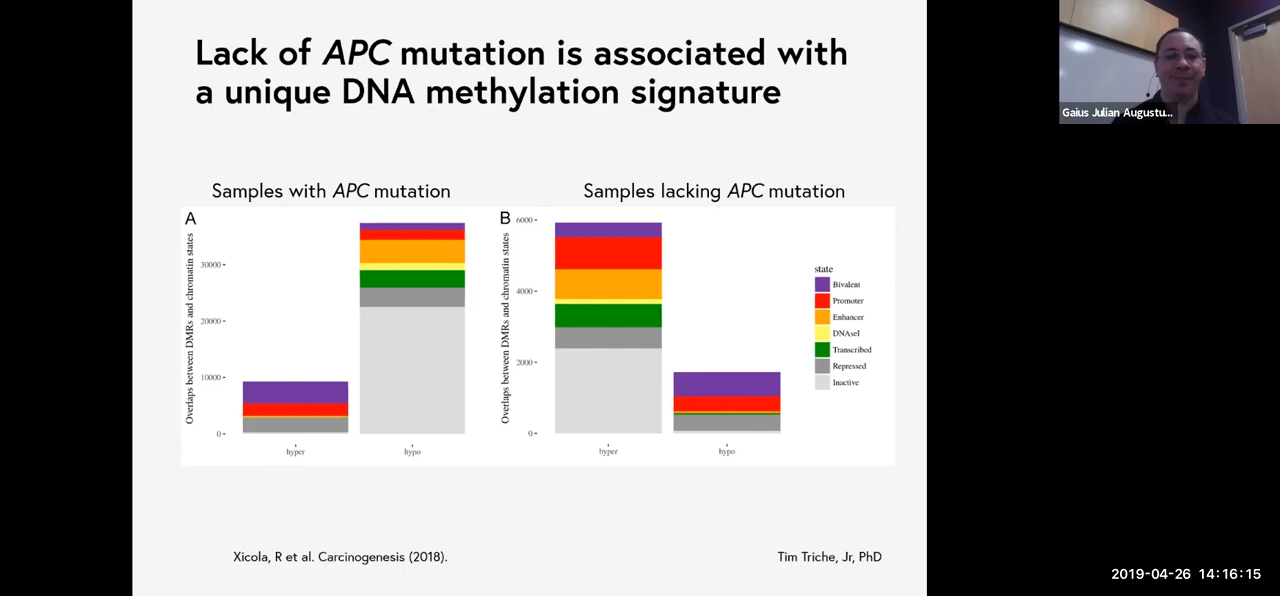 Lack of APC mutation is associated with
a unique DNA methylation signature
Gaius Julian Augustu...
Samples with APC mutation
Samples lacking APC mutation
A
Overlaps between DMRs and chromatin states
30000
20000
10000
0
hyper
hypo
B
Overlaps between DMRs and chromatin states
6000
4000
2000
0
hyper
hypo
state
Bivalent
Promoter
Enhancer
DNAseI
Transcribed
Repressed
Inactive
Xicola, R et al. Carcinogenesis (2018).
Tim Triche, Jr, PhD
2019-04-26 14:16:15